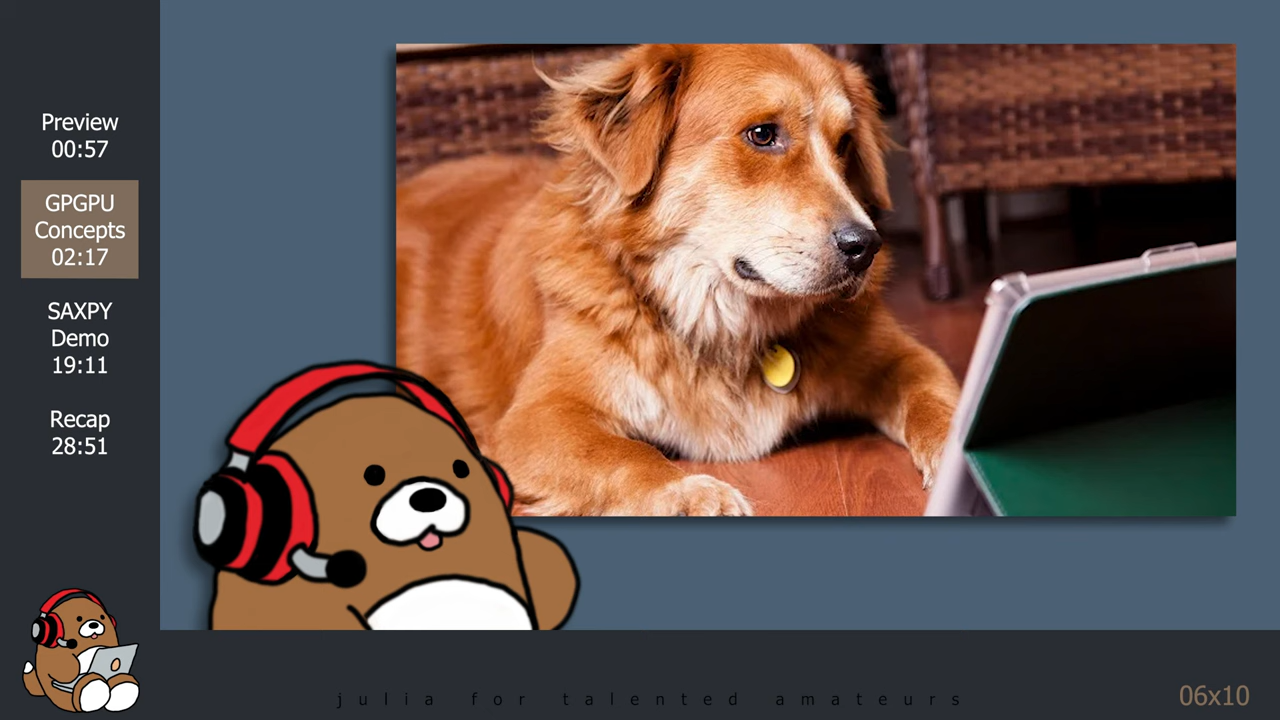 Preview
00:57
GPGPU
Concepts
02:17
SAXPY
Demo
19:11
Recap
28:51
julia for talented amateurs
06x10